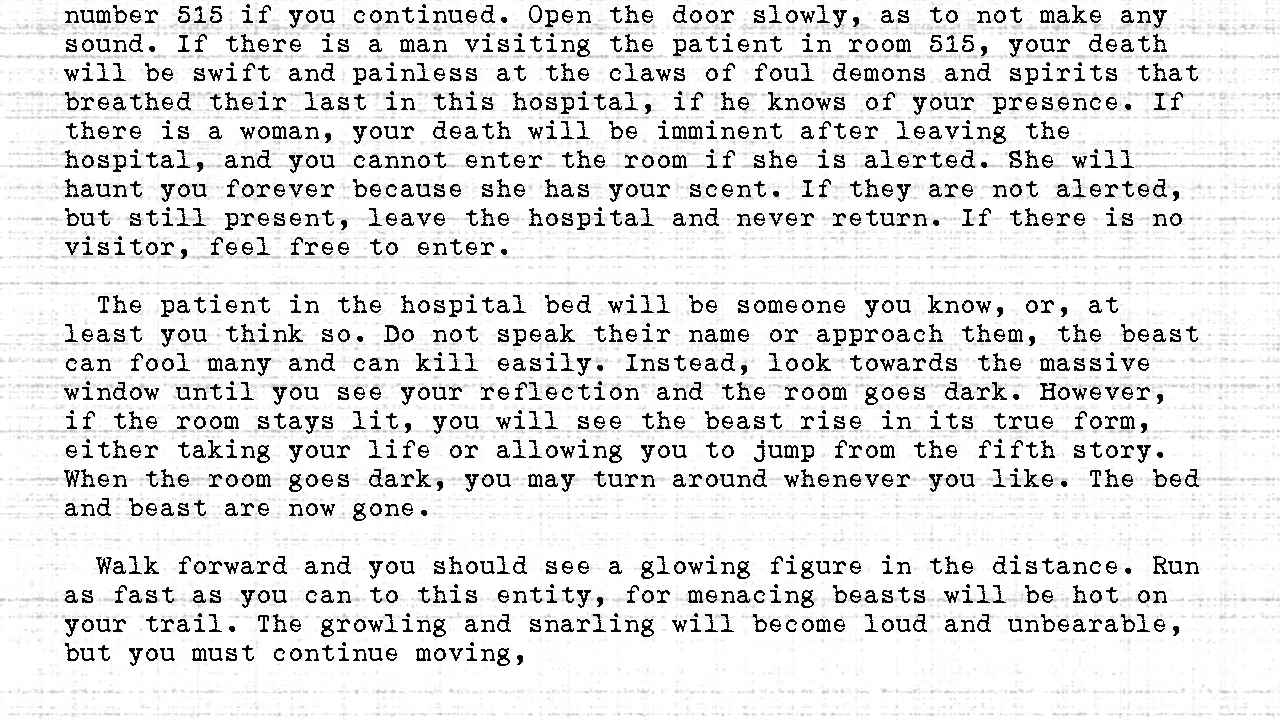 number 515 if you continued. Open the door slowly, as to not make any
sound. If there is a man visiting the patient in room 515, your death
will be swift and painless at the claws of foul demons and spirits that
breathed their last in this hospital, if he knows of your presence. If
there is a woman, your death will be imminent after leaving the
hospital, and you cannot enter the room if she is alerted. She will
haunt you forever because she has your scent. If they are not alerted,
but still present, leave the hospital and never return. If there is no
visitor, feel free to enter.
The patient in the hospital bed will be someone you know, or, at
least you think so. Do not speak their name or approach them, the beast
can fool many and can kill easily. Instead, look towards the massive
window until you see your reflection and the room goes dark. However,
if the room stays lit, you will see the beast rise in its true form,
either taking your life or allowing you to jump from the fifth story.
When the room goes dark, you may turn around whenever you like. The bed
and beast are now gone.
Walk forward and you should see a glowing figure in the distance. Run
as fast as you can to this entity, for menacing beasts will be hot on
your trail. The growling and snarling will become loud and unbearable,
but you must continue moving,